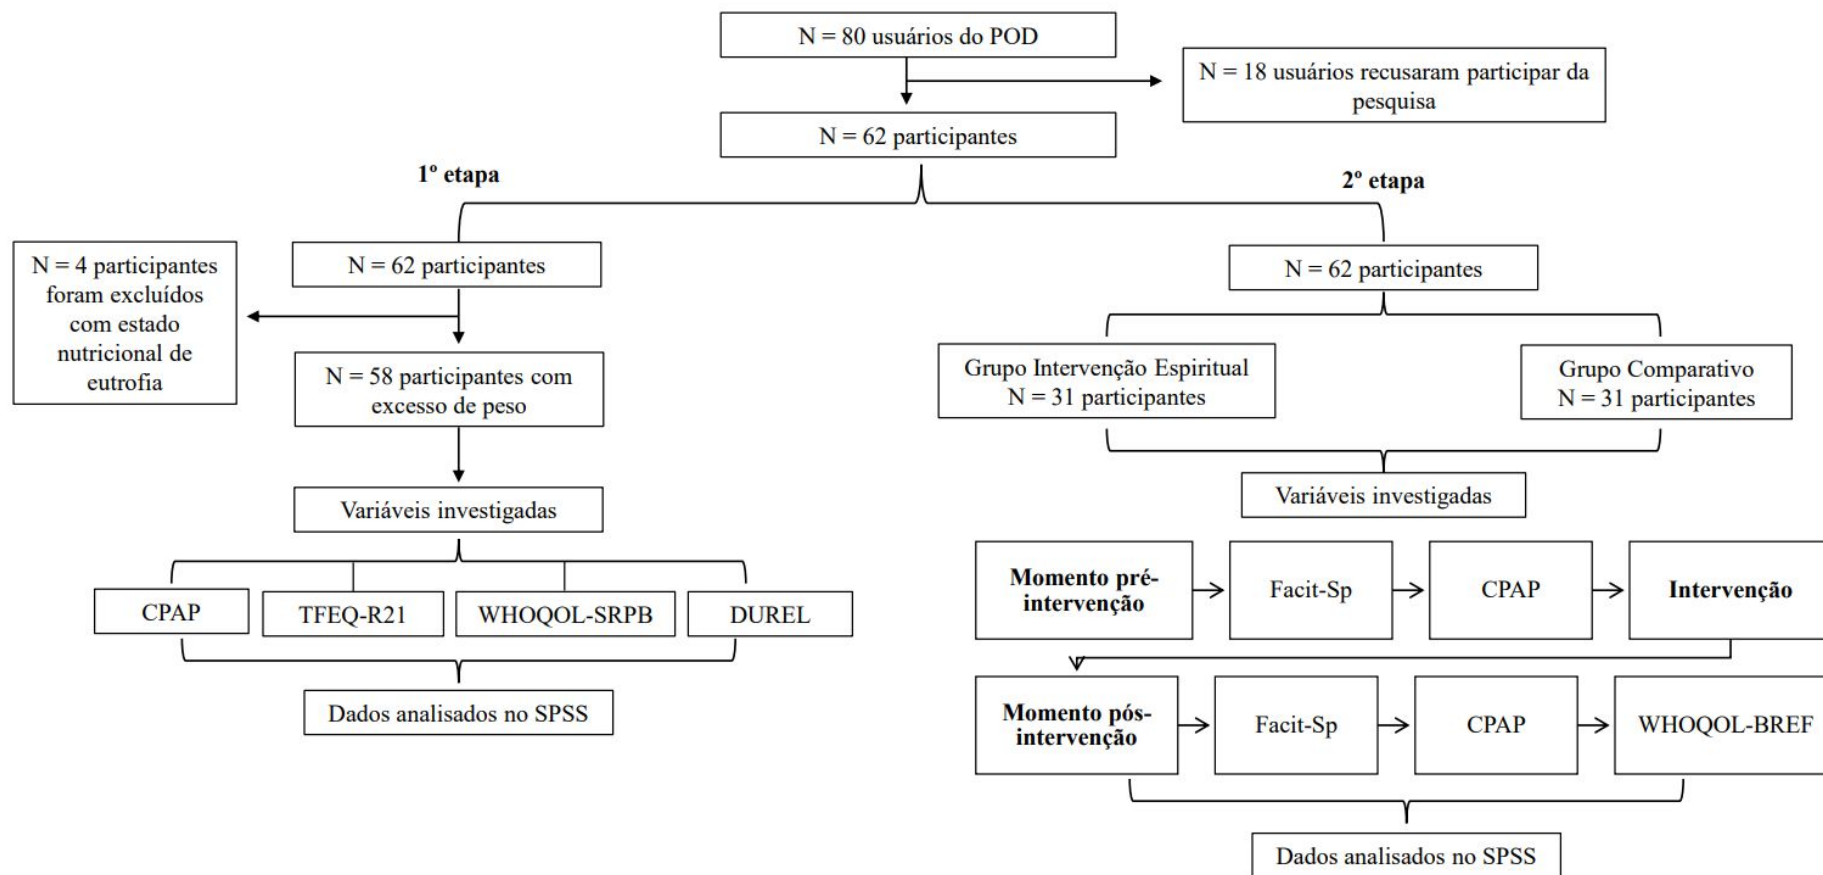 N = 80 usuários do POD
N = 18 usuários recusaram participar da
pesquisa
N = 62 participantes
1º etapa
2º etapa
N = 4 participantes
foram excluídos
com estado
nutricional de
eutrofia
N = 62 participantes
N = 58 participantes com
excesso de peso
Variáveis investigadas
CPAP
TFEQ-R21
WHOQOL-SRPB
DUREL
Dados analisados no SPSS
N = 62 participantes
Grupo Intervenção Espiritual
N = 31 participantes
Grupo Comparativo
N = 31 participantes
Variáveis investigadas
Momento pré-
intervenção
Facit-Sp
CPAP
Intervenção
Momento pós-
intervenção
Facit-Sp
CPAP
WHOQOL-BREF
Dados analisados no SPSS